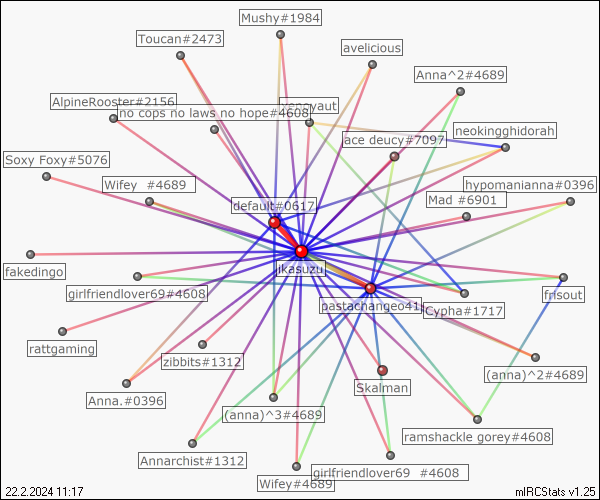 Mushy#1984
Toucan#2473
avelicious
Anna^2#4689
AlpineRooster#2156
no cops no laws no hope#4608
neokingghidorah
ace deucy#7097
Soxy Foxy#5076
Wifey #4689
hypomanianna#0396
Mad #6901
default#0617
jkasuzu
fakedingo
girlfriendlover69#4608
pastachangeo41
Cypha#1717
frisout
rattgaming
zibbits#1312
(anna)^2#4689
Skalman
Anna.#0396
(anna)^3#4689
ramshackle gorey#4608
Annarchist#1312
girlfriendlover69 #4608
Wifey#4689
22.2.2024 11:17
mIRCStats v1.25